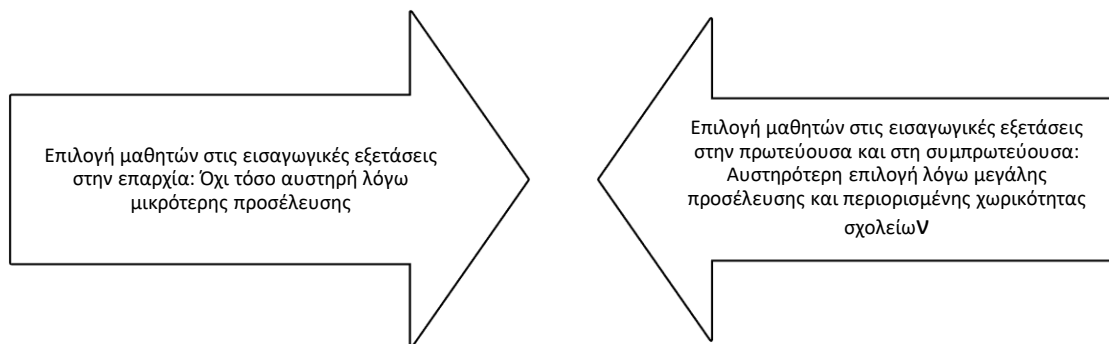 Επιλογή μαθητών στις εισαγωγικές εξετάσεις
στην επαρχία: Όχι τόσο αυστηρή λόγω
μικρότερης προσέλευσης
Επιλογή μαθητών στις εισαγωγικές εξετάσεις
στην πρωτεύουσα και στη συμπρωτεύουσα:
Αυστηρότερη επιλογή λόγω μεγάλης
προσέλευσης και περιορισμένης χωρικότητας
σχολείων